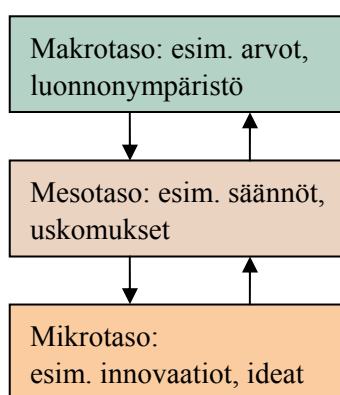 Makrotaso: esim. arvot,
luonnonympäristö
Mesotaso: esim. säännöt,
uskomukset
Mikrotaso:
esim. innovaatiot, ideat